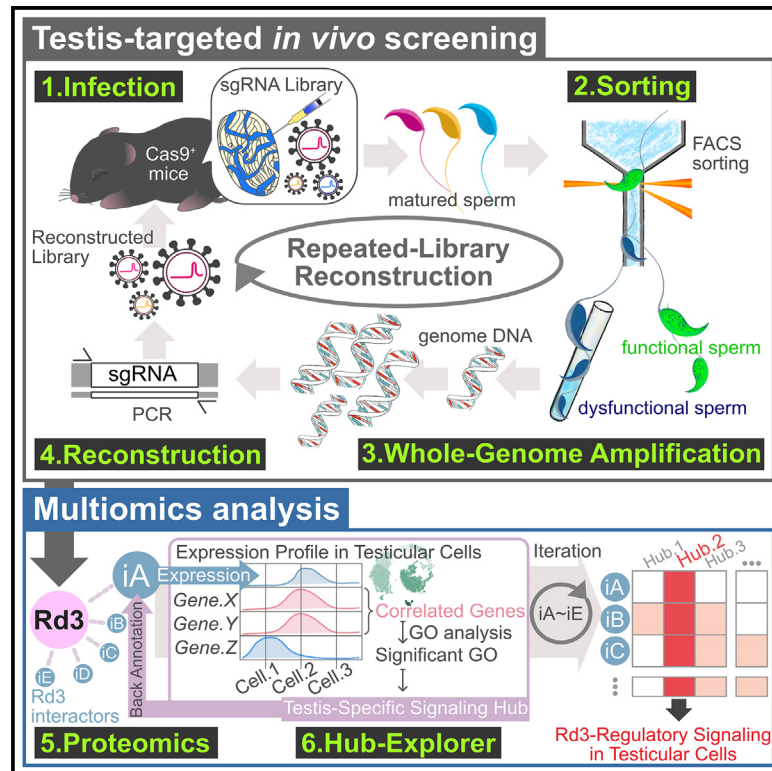 Testis-targeted in vivo screening
1.Infection
sgRNA Library
2.Sorting
Cas9+
mice
FACS
sorting
matured sperm
Reconstructed
Library
Repeated-Library
Reconstruction
genome DNA
functional sperm
sgRNA
PCR
dysfunctional sperm
4.Reconstruction
3.Whole-Genome Amplification
Multiomics analysis
Expression Profile in Testicular Cells
Iteration
Hub.1
Hub.2
Hub.3
...
iA
Expression
Gene.X
Gene.Y
Gene.Z
Correlated Genes
GO analysis
Significant GO
Cell.1
Cell.2
Cell.3
iA~iE
iA
iB
iC
...
Rd3
iB
iC
iD
iE
Rd3
interactors
Back Annotation
Testis-Specific Signaling Hub
5.Proteomics
6.Hub-Explorer
Rd3-Regulatory Signaling
in Testicular Cells